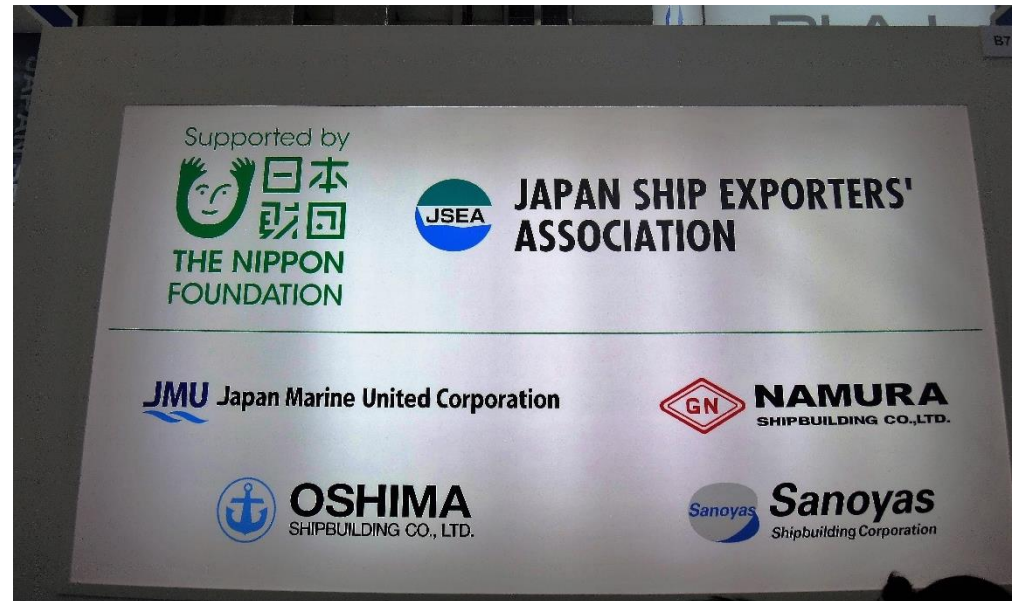 B7
Supported by
日本
財団
THE NIPPON
FOUNDATION
JSEA
JAPAN SHIP EXPORTERS'
ASSOCIATION
JMU Japan Marine United Corporation
GN
NAMURA
SHIPBUILDING CO.,LTD.
OSHIMA
SHIPBUILDING CO., LTD.
Sanoyas
Sanoyas
Shipbuilding Corporation